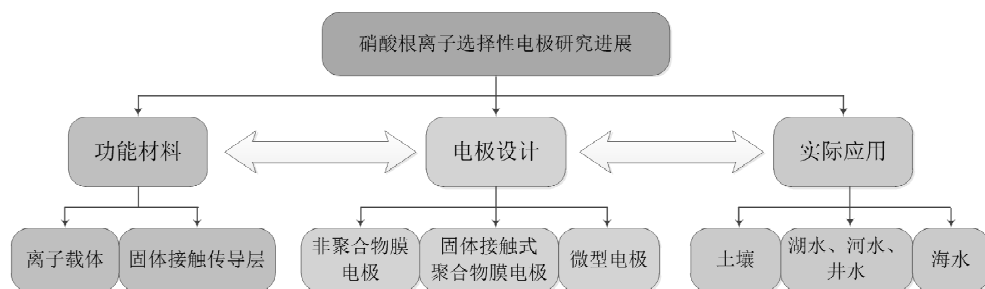 硝酸根离子选择性电极研究进展
功能材料
电极设计
实际应用
离子载体
固体接触传导层
非聚合物膜
电极
固体接触式
聚合物膜电极
微型电极
土壤
湖水、河水、
井水
海水